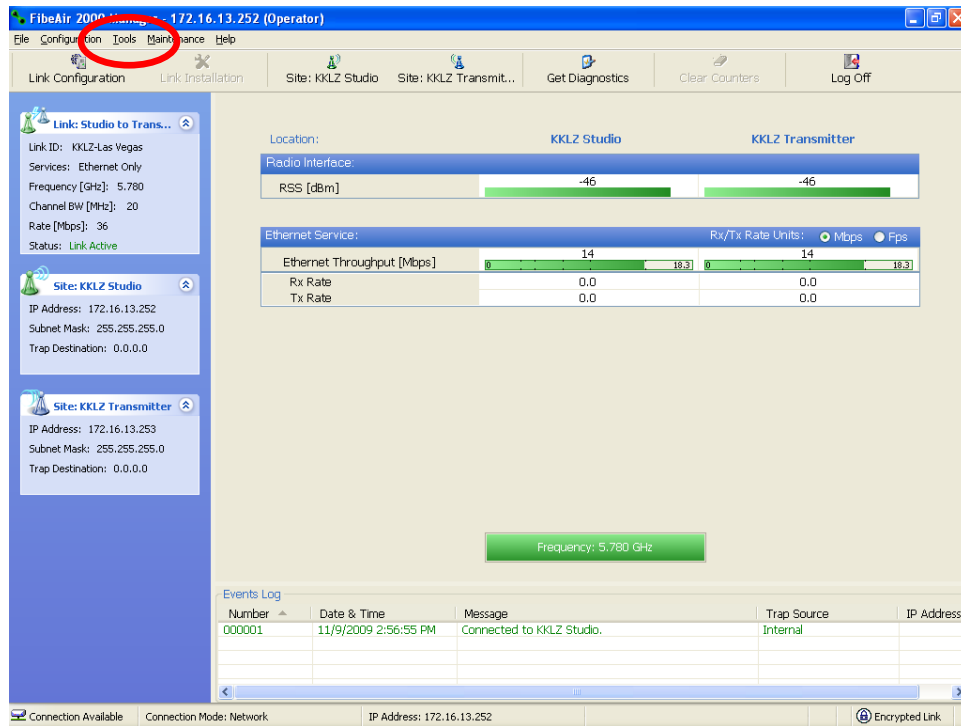 FibeAir 2000 Manager - 172.16.13.252 (Operator)
File Configuration Tools Maintenance Help
Link Configuration Link Installation Site: KKLZ Studio Site: KKLZ Transmit... Get Diagnostics Clear Counters Log Off
Link: Studio to Trans...
Link ID: KKLZ-Las Vegas
Services: Ethernet Only
Frequency [GHz]: 5.780
Channel BW [MHz]: 20
Rate [Mbps]: 36
Status: Link Active
Site: KKLZ Studio
IP Address: 172.16.13.252
Subnet Mask: 255.255.255.0
Trap Destination: 0.0.0.0
Site: KKLZ Transmitter
IP Address: 172.16.13.253
Subnet Mask: 255.255.255.0
Trap Destination: 0.0.0.0
Location: KKLZ Studio KKLZ Transmitter
Radio Interface:
RSS [dBm] -46 -46
Ethernet Service: Rx/Tx Rate Units: Mbps Fps
Ethernet Throughput [Mbps] 14 14
0 18.3 0 18.3
Rx Rate 0.0 0.0
Tx Rate 0.0 0.0
Frequency: 5.780 GHz
Events Log
Number Date & Time Message Trap Source IP Address
000001 11/9/2009 2:56:55 PM Connected to KKLZ Studio. Internal
Connection Available Connection Mode: Network IP Address: 172.16.13.252 Encrypted Link